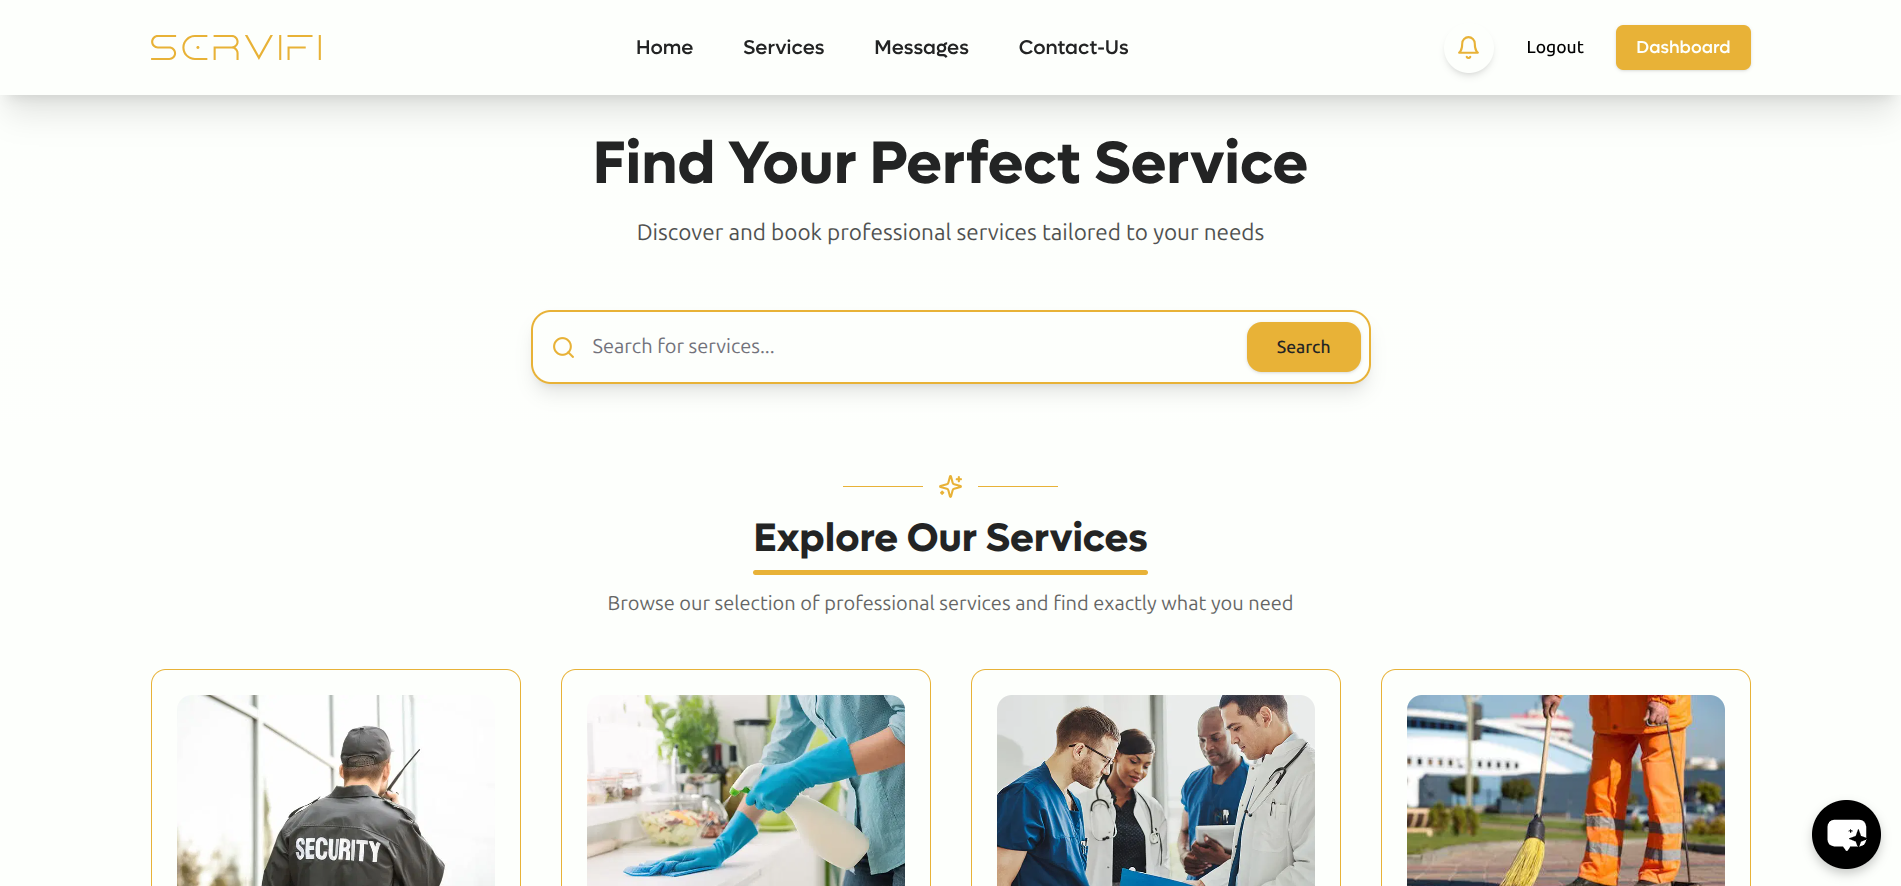 SERVIFI
Home Services Messages Contact-Us Logout Dashboard
Find Your Perfect Service
Discover and book professional services tailored to your needs
Search for services... Search
Explore Our Services
Browse our selection of professional services and find exactly what you need
SECURITY